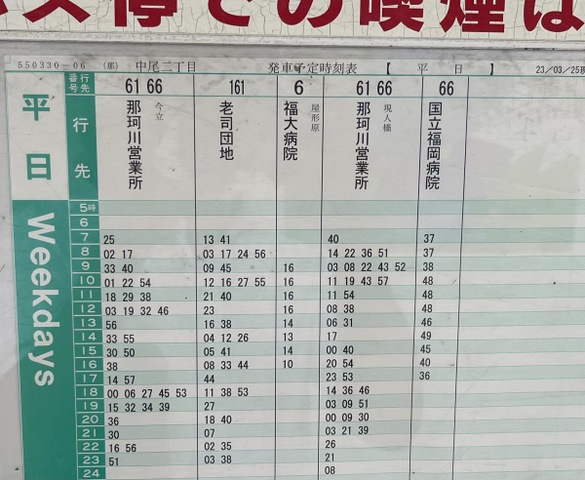 バス停での喫煙は
550330-06 (那) 中尾二丁目 発車予定時刻表 【 平 日 】 23/03/25現
平日
Weekdays
番号 行先 61 66 161 6 61 66 66
行先 那珂川営業所 今立 老司団地 福大病院 屋形原 那珂川営業所 現人橋 国立福岡病院
5時
6
7 25 13 41 40 37
8 02 17 03 17 24 56 14 22 36 51 37
9 33 40 09 45 16 03 08 22 43 52 38
10 01 22 54 12 16 27 55 16 11 19 43 57 48
11 18 29 38 21 40 16 11 54 48
12 03 19 32 46 23 16 08 38 48
13 56 16 38 14 06 31 46
14 33 55 04 12 26 13 17 49
15 30 50 05 41 14 00 40 45
16 38 08 33 44 10 20 54 40
17 14 57 44 23 53 36
18 00 06 27 45 53 11 38 53 14 36 46
19 15 32 34 39 27 03 09 51
20 36 18 40 00 09 30
21 30 07 03 21 39
22 16 56 02 35 26
23 51 03 38 21
24 08